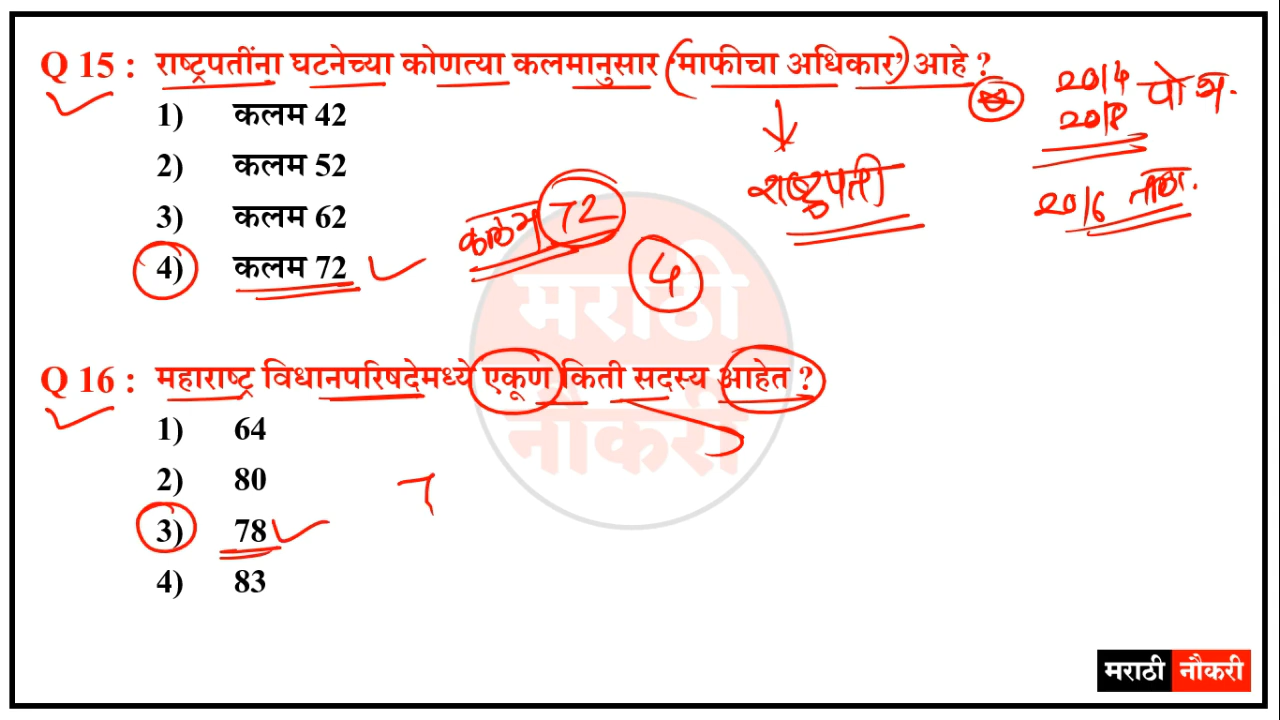 Q 15 : राष्ट्रपतींना घटनेच्या कोणत्या कलमानुसार ‘माफीचा अधिकार’ आहे ?
1) कलम 42
2) कलम 52
3) कलम 62
4) कलम 72
कलम 72
4
राष्ट्रपती
2014
2018
2016
Q 16 : महाराष्ट्र विधानपरिषदेमध्ये एकूण किती सदस्य आहेत ?
1) 64
2) 80
3) 78
4) 83
मराठी
नौकरी
मराठी नौकरी